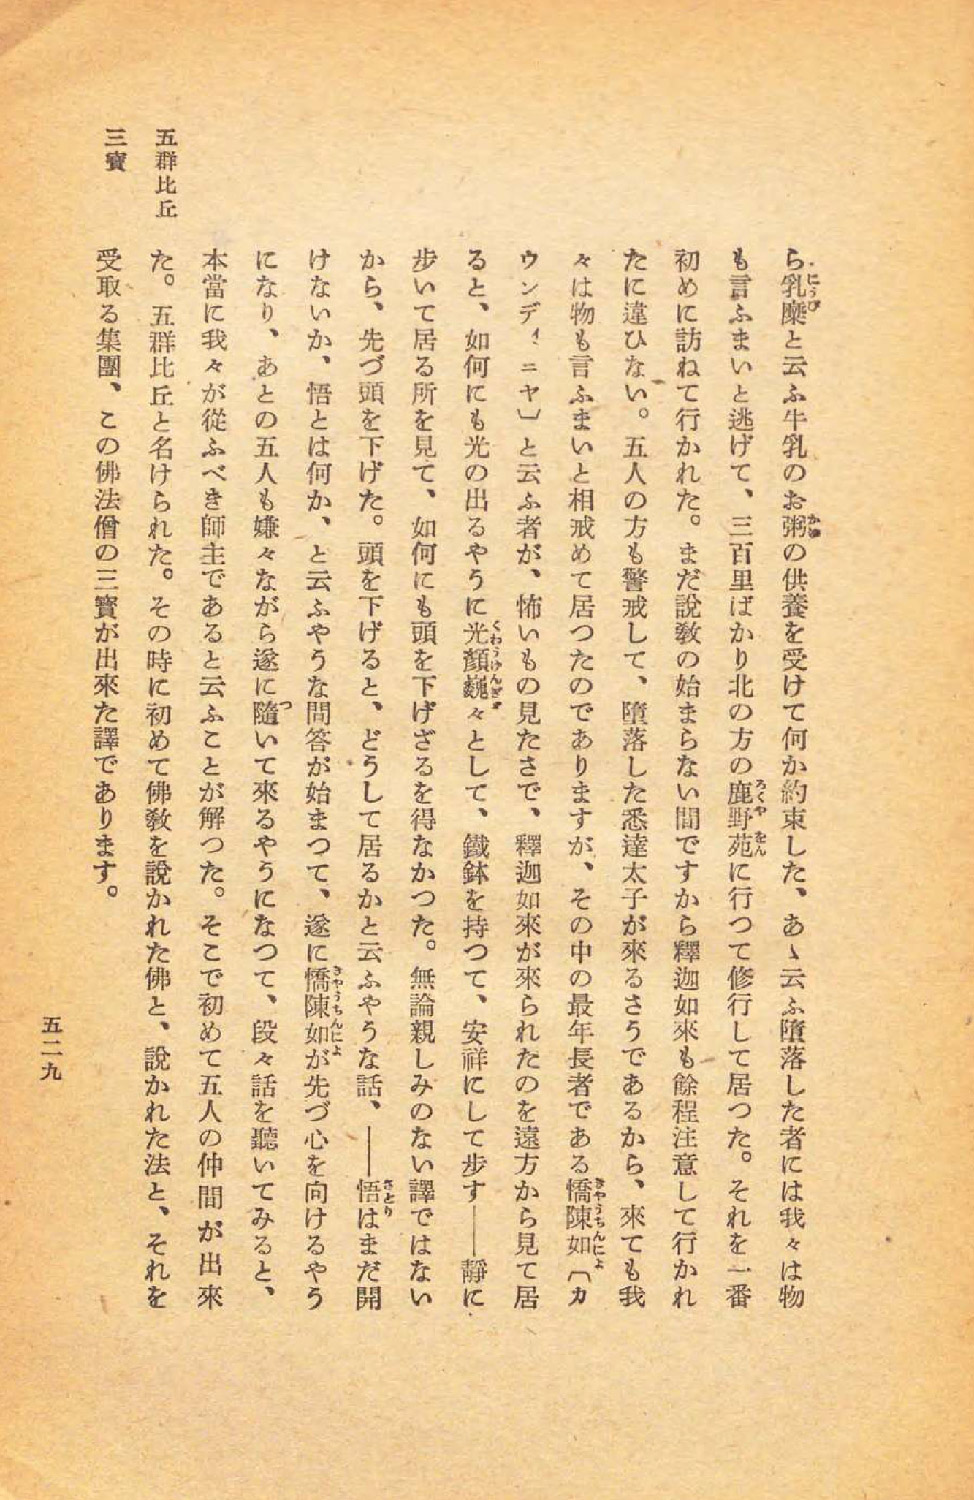 ら乳糜と云ふ牛乳のお粥の供養を受けて何か約束した、あゝ云ふ墮落した者には我々は物
も言ふまいと逃げて、三百里ばかり北の方の鹿野苑に行つて修行して居つた。それを一番
初めに訪ねて行かれた。まだ說敎の始まらない間ですから釋迦如來も餘程注意して行かれ
たに違ひない。五人の方も警戒して、墮落した悉達太子が來るさうであるから、來ても我
々は物も言ふまいと相戒めて居つたのでありますが、その中の最年長者である憍陳如〔カ
ウンディニヤ〕と云ふ者が、怖いもの見たさで、釋迦如來が來られたのを遠方から見て居
ると、如何にも光の出るやうに光顏巍々として、鐵鉢を持つて、安祥にして步す――靜に
步いて居る所を見て、如何にも頭を下げざるを得なかつた。無論親しみのない譯ではない
から、先づ頭を下げた。頭を下げると、どうして居るかと云ふやうな話、――悟はまだ開
けないか、悟とは何か、と云ふやうな問答が始まつて、遂に憍陳如が先づ心を向けるやう
になり、あとの五人も嫌々ながら遂に隨いて來るやうになつて、段々話を聽いてみると、
本當に我々が從ふべき師主であると云ふことが解つた。そこで初めて五人の仲間が出來
五群比丘
た。五群比丘と名けられた。その時に初めて佛敎を說かれた佛と、說かれた法と、それを
三寶
受取る集團、この佛法僧の三寶が出來た譯であります。
五二九